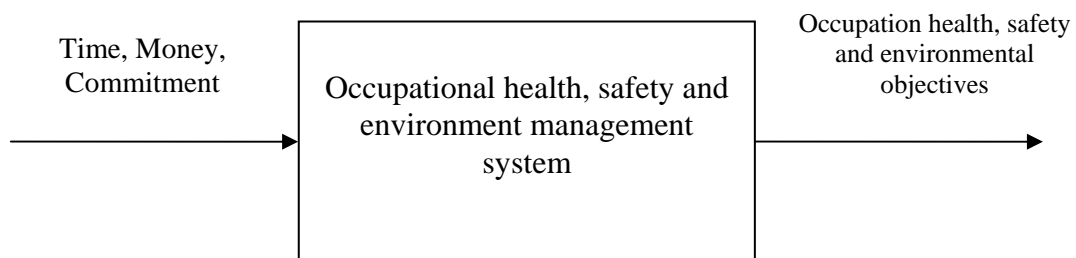 Time, Money,
Commitment
Occupational health, safety and
environment management
system
Occupation health, safety
and environmental
objectives